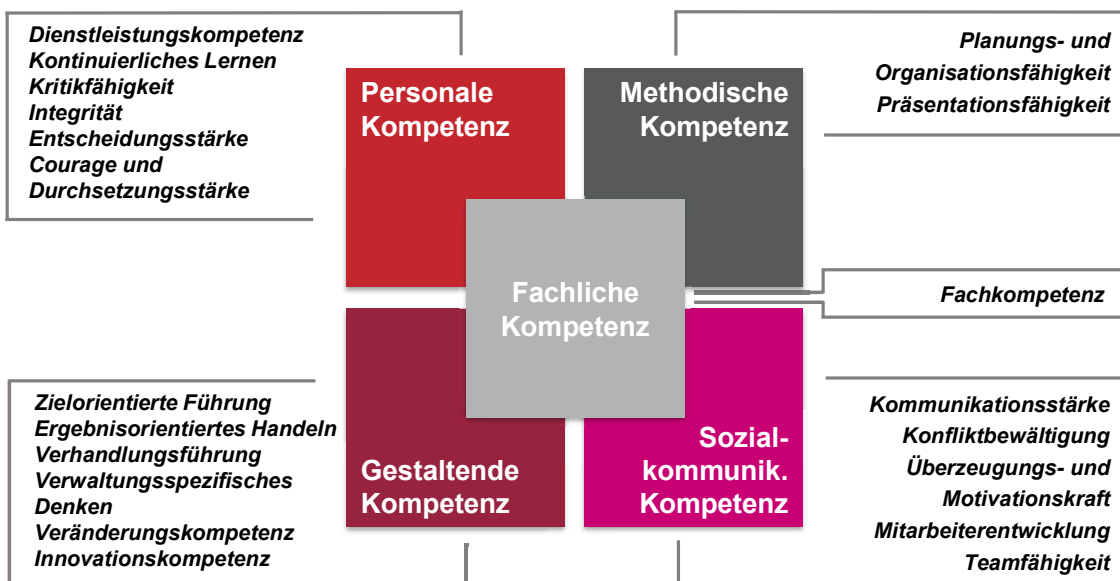 Dienstleistungskompetenz
Kontinuierliches Lernen
Kritikfähigkeit
Integrität
Entscheidungsstärke
Courage und
Durchsetzungsstärke
Personale
Kompetenz
Methodische
Kompetenz
Planungs- und
Organisationsfähigkeit
Präsentationsfähigkeit
Fachliche
Kompetenz
Fachkompetenz
Zielorientierte Führung
Ergebnisorientiertes Handeln
Verhandlungsführung
Verwaltungsspezifisches
Denken
Veränderungskompetenz
Innovationskompetenz
Gestaltende
Kompetenz
Sozial-
kommunik.
Kompetenz
Kommunikationsstärke
Konfliktbewältigung
Überzeugungs- und
Motivationskraft
Mitarbeiterentwicklung
Teamfähigkeit